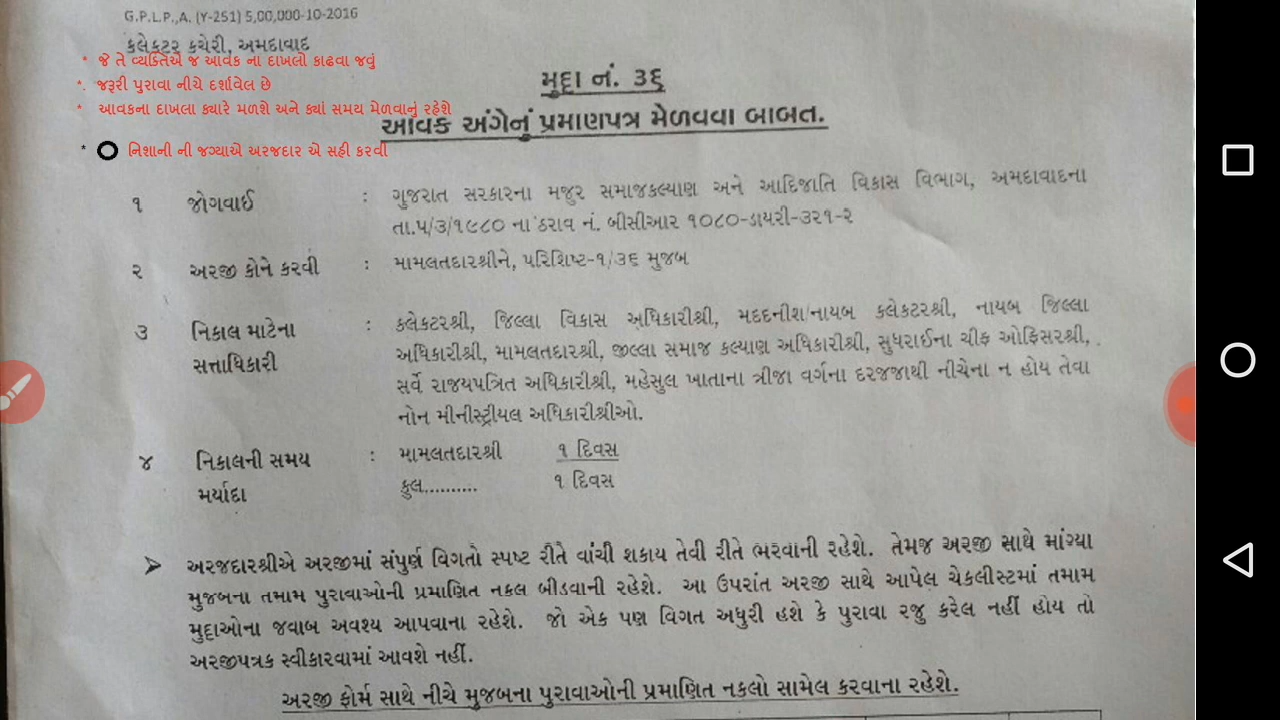 G.P.L.P.,A. (Y-251) 5,00,000-10-2016
કલેકટર કચેરી, અમદાવાદ
* જે તે વ્યક્તિએ જ આવક ના દાખલો કાઢવા જવું
*. જરૂરી પુરાવા નીચે દર્શાવેલ છે
* આવકના દાખલા ક્યારે મળશે અને ક્યાં સમય મેળવાનું રહેશે
* નિશાની ની જગ્યાએ અરજદાર એ સહી કરવી
મુદ્દા નં. ૩૬
આવક અંગેનું પ્રમાણપત્ર મેળવવા બાબત.
૧ જોગવાઈ : ગુજરાત સરકારના મજુર સમાજકલ્યાણ અને આદિજાતિ વિકાસ વિભાગ, અમદાવાદના
તા.૫/૩/૧૯૮૦ ના ઠરાવ નં. બીસીઆર ૧૦૮૦-ડાયરી-૩૨૧-૨
૨ અરજી કોને કરવી : મામલતદારશ્રીને, પરિશિષ્ટ-૧/૩૬ મુજબ
૩ નિકાલ માટેના : કલેકટરશ્રી, જિલ્લા વિકાસ અધિકારીશ્રી, મદદનીશ/નાયબ કલેકટરશ્રી, નાયબ જિલ્લા
સત્તાધિકારી અધિકારીશ્રી, મામલતદારશ્રી, જીલ્લા સમાજ કલ્યાણ અધિકારીશ્રી, સુધરાઈના ચીફ ઓફિસરશ્રી,
સર્વે રાજયપત્રિત અધિકારીશ્રી, મહેસુલ ખાતાના ત્રીજા વર્ગના દરજજાથી નીચેના ન હોય તેવા
નોન મીનીસ્ટ્રીયલ અધિકારીશ્રીઓ.
૪ નિકાલની સમય : મામલતદારશ્રી ૧ દિવસ
મર્યાદા કુલ.......... ૧ દિવસ
➢ અરજદારશ્રીએ અરજીમાં સંપુર્ણ વિગતો સ્પષ્ટ રીતે વાંચી શકાય તેવી રીતે ભરવાની રહેશે. તેમજ અરજી સાથે માંગ્યા
મુજબના તમામ પુરાવાઓની પ્રમાણિત નકલ બીડવાની રહેશે. આ ઉપરાંત અરજી સાથે આપેલ ચેકલીસ્ટમાં તમામ
મુદ્દાઓના જવાબ અવશ્ય આપવાના રહેશે. જો એક પણ વિગત અધુરી હશે કે પુરાવા રજુ કરેલ નહીં હોય તો
અરજીપત્રક સ્વીકારવામાં આવશે નહીં.
અરજી ફોર્મ સાથે નીચે મુજબના પુરાવાઓની પ્રમાણિત નકલો સામેલ કરવાના રહેશે.